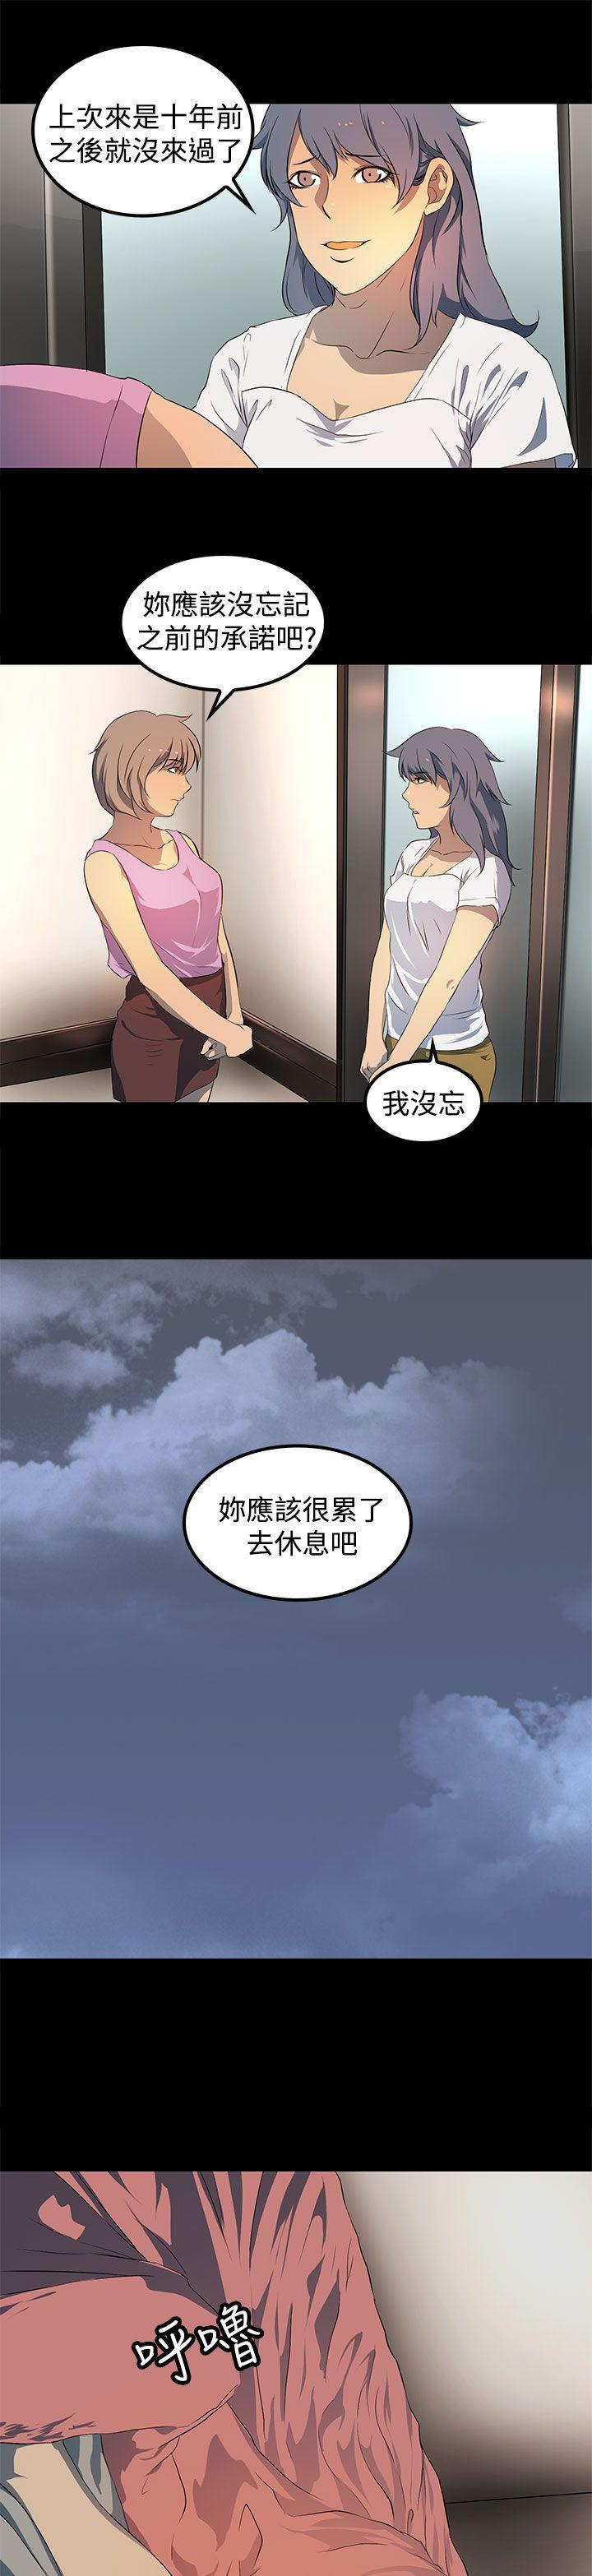 上次來是十年前
之後就沒來過了
妳應該沒忘記
之前的承諾吧?
我沒忘
妳應該很累了
去休息吧
呼嚕